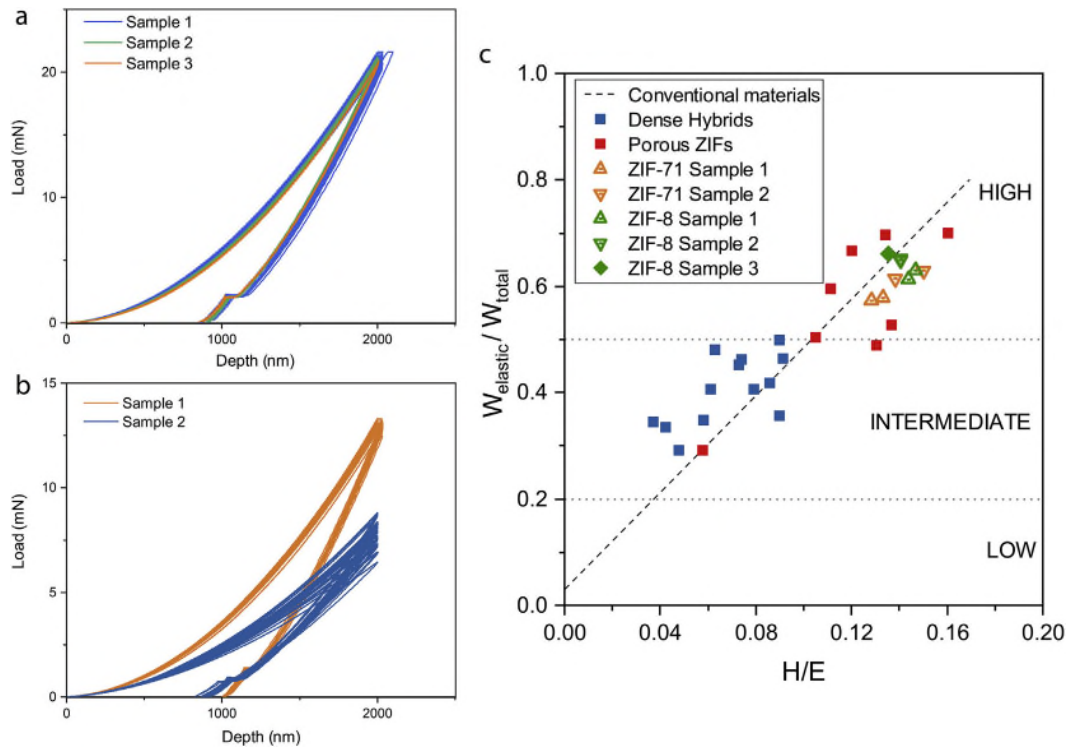 a
Sample 1
Sample 2
Sample 3
20
10
0
Load (mN)
0
1000
2000
Depth (nm)
b
Sample 1
Sample 2
15
10
5
0
Load (mN)
0
1000
2000
Depth (nm)
c
Conventional materials
Dense Hybrids
Porous ZIFs
ZIF-71 Sample 1
ZIF-71 Sample 2
ZIF-8 Sample 1
ZIF-8 Sample 2
ZIF-8 Sample 3
HIGH
INTERMEDIATE
LOW
1.0
0.8
0.6
0.4
0.2
0.0
W_elastic / W_total
0.00
0.04
0.08
0.12
0.16
0.20
H/E